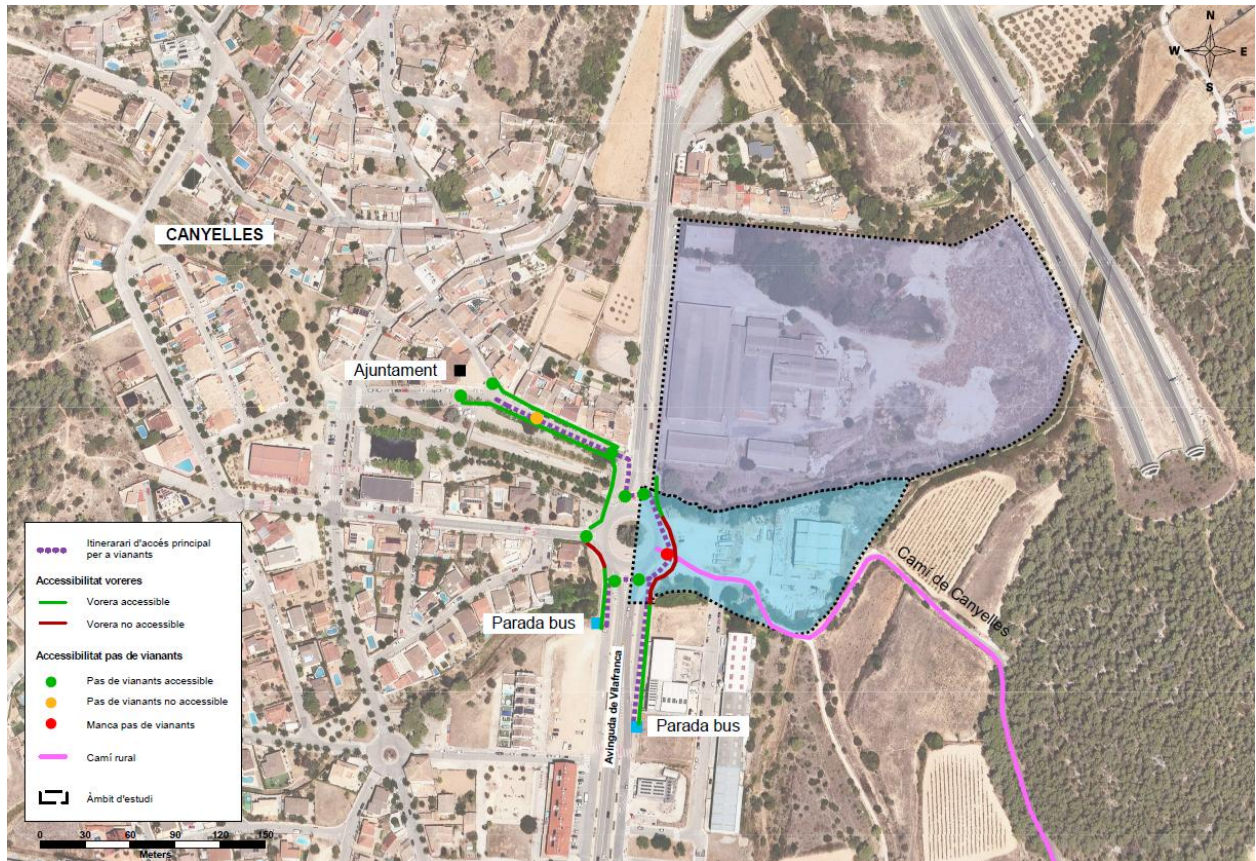 N
W E
S
CANYELLES
Ajuntament
Camí de Canyelles
Parada bus
Avinguda de Vilafranca
Parada bus
Itinerarari d'accés principal
per a vianants
Accessibilitat voreres
Vorera accessible
Vorera no accessible
Accessibilitat pas de vianants
Pas de vianants accessible
Pas de vianants no accessible
Manca pas de vianants
Camí rural
Àmbit d'estudi
0 30 60 90 120 150
Meters